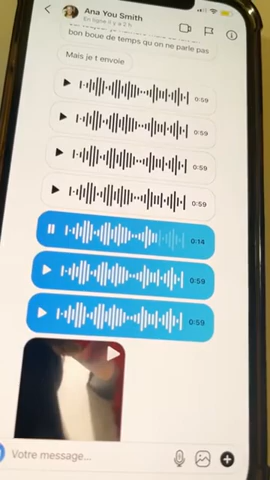 Ana You Smith
En ligne il y a 2 h
bon boue de temps qu on ne parle pas
Mais je t envoie
0:59
0:59
0:59
0:59
0:14
0:59
0:59
Votre message...